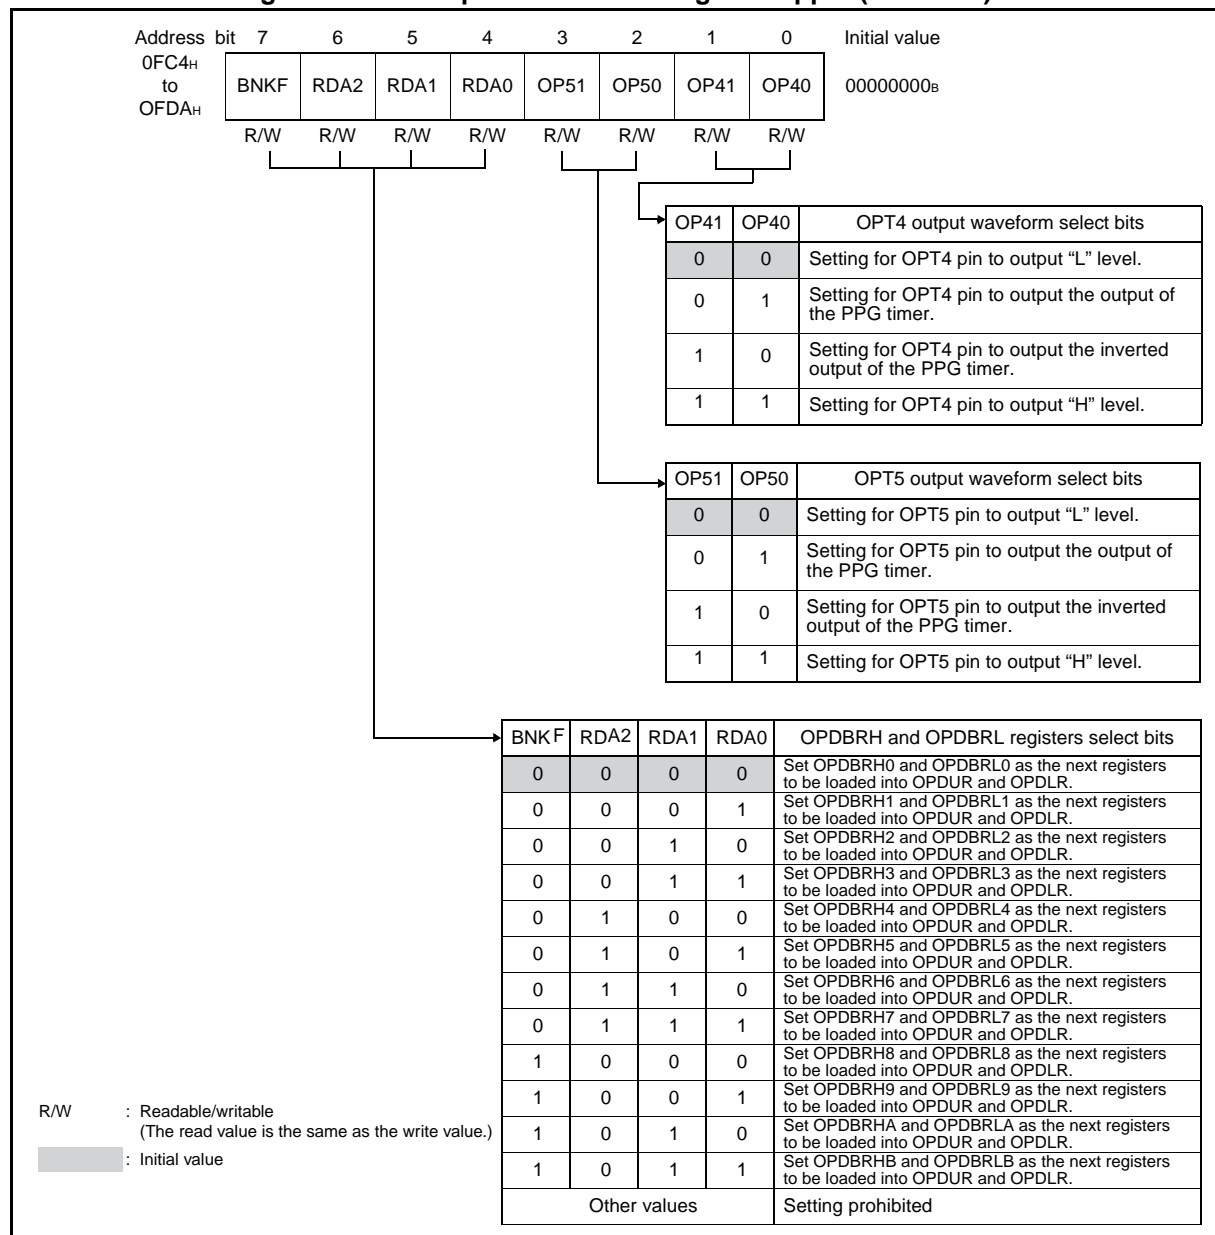 Address bit 7 6 5 4 3 2 1 0 Initial value
0FC4H
to
OFDAH
BNKF RDA2 RDA1 RDA0 OP51 OP50 OP41 OP40 00000000B
R/W R/W R/W R/W R/W R/W R/W R/W
OP41 OP40 OPT4 output waveform select bits
0 0 Setting for OPT4 pin to output “L” level.
0 1 Setting for OPT4 pin to output the output of
the PPG timer.
1 0 Setting for OPT4 pin to output the inverted
output of the PPG timer.
1 1 Setting for OPT4 pin to output “H” level.
OP51 OP50 OPT5 output waveform select bits
0 0 Setting for OPT5 pin to output “L” level.
0 1 Setting for OPT5 pin to output the output of
the PPG timer.
1 0 Setting for OPT5 pin to output the inverted
output of the PPG timer.
1 1 Setting for OPT5 pin to output “H” level.
BNKF RDA2 RDA1 RDA0 OPDBRH and OPDBRL registers select bits
0 0 0 0 Set OPDBRH0 and OPDBRL0 as the next registers
to be loaded into OPDUR and OPDLR.
0 0 0 1 Set OPDBRH1 and OPDBRL1 as the next registers
to be loaded into OPDUR and OPDLR.
0 0 1 0 Set OPDBRH2 and OPDBRL2 as the next registers
to be loaded into OPDUR and OPDLR.
0 0 1 1 Set OPDBRH3 and OPDBRL3 as the next registers
to be loaded into OPDUR and OPDLR.
0 1 0 0 Set OPDBRH4 and OPDBRL4 as the next registers
to be loaded into OPDUR and OPDLR.
0 1 0 1 Set OPDBRH5 and OPDBRL5 as the next registers
to be loaded into OPDUR and OPDLR.
0 1 1 0 Set OPDBRH6 and OPDBRL6 as the next registers
to be loaded into OPDUR and OPDLR.
0 1 1 1 Set OPDBRH7 and OPDBRL7 as the next registers
to be loaded into OPDUR and OPDLR.
1 0 0 0 Set OPDBRH8 and OPDBRL8 as the next registers
to be loaded into OPDUR and OPDLR.
1 0 0 1 Set OPDBRH9 and OPDBRL9 as the next registers
to be loaded into OPDUR and OPDLR.
1 0 1 0 Set OPDBRHA and OPDBRLA as the next registers
to be loaded into OPDUR and OPDLR.
1 0 1 1 Set OPDBRHB and OPDBRLB as the next registers
to be loaded into OPDUR and OPDLR.
Other values Setting prohibited
R/W : Readable/writable
(The read value is the same as the write value.)
: Initial value